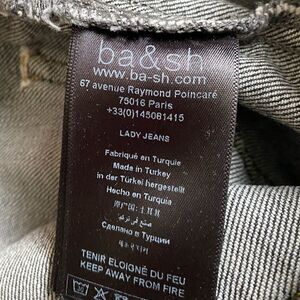 ba&sh
www.ba-sh.com
67 avenue Raymond Poincaré
75016 Paris
+33(0)145081415
LADY JEANS
Fabriqué en Turquie
Made in Turkey
in der Türkei hergestellt
Hecho en Turquia
Сделано в Турции
TENIR ELOIGNÉ DU FEU
KEEP AWAY FROM FIRE